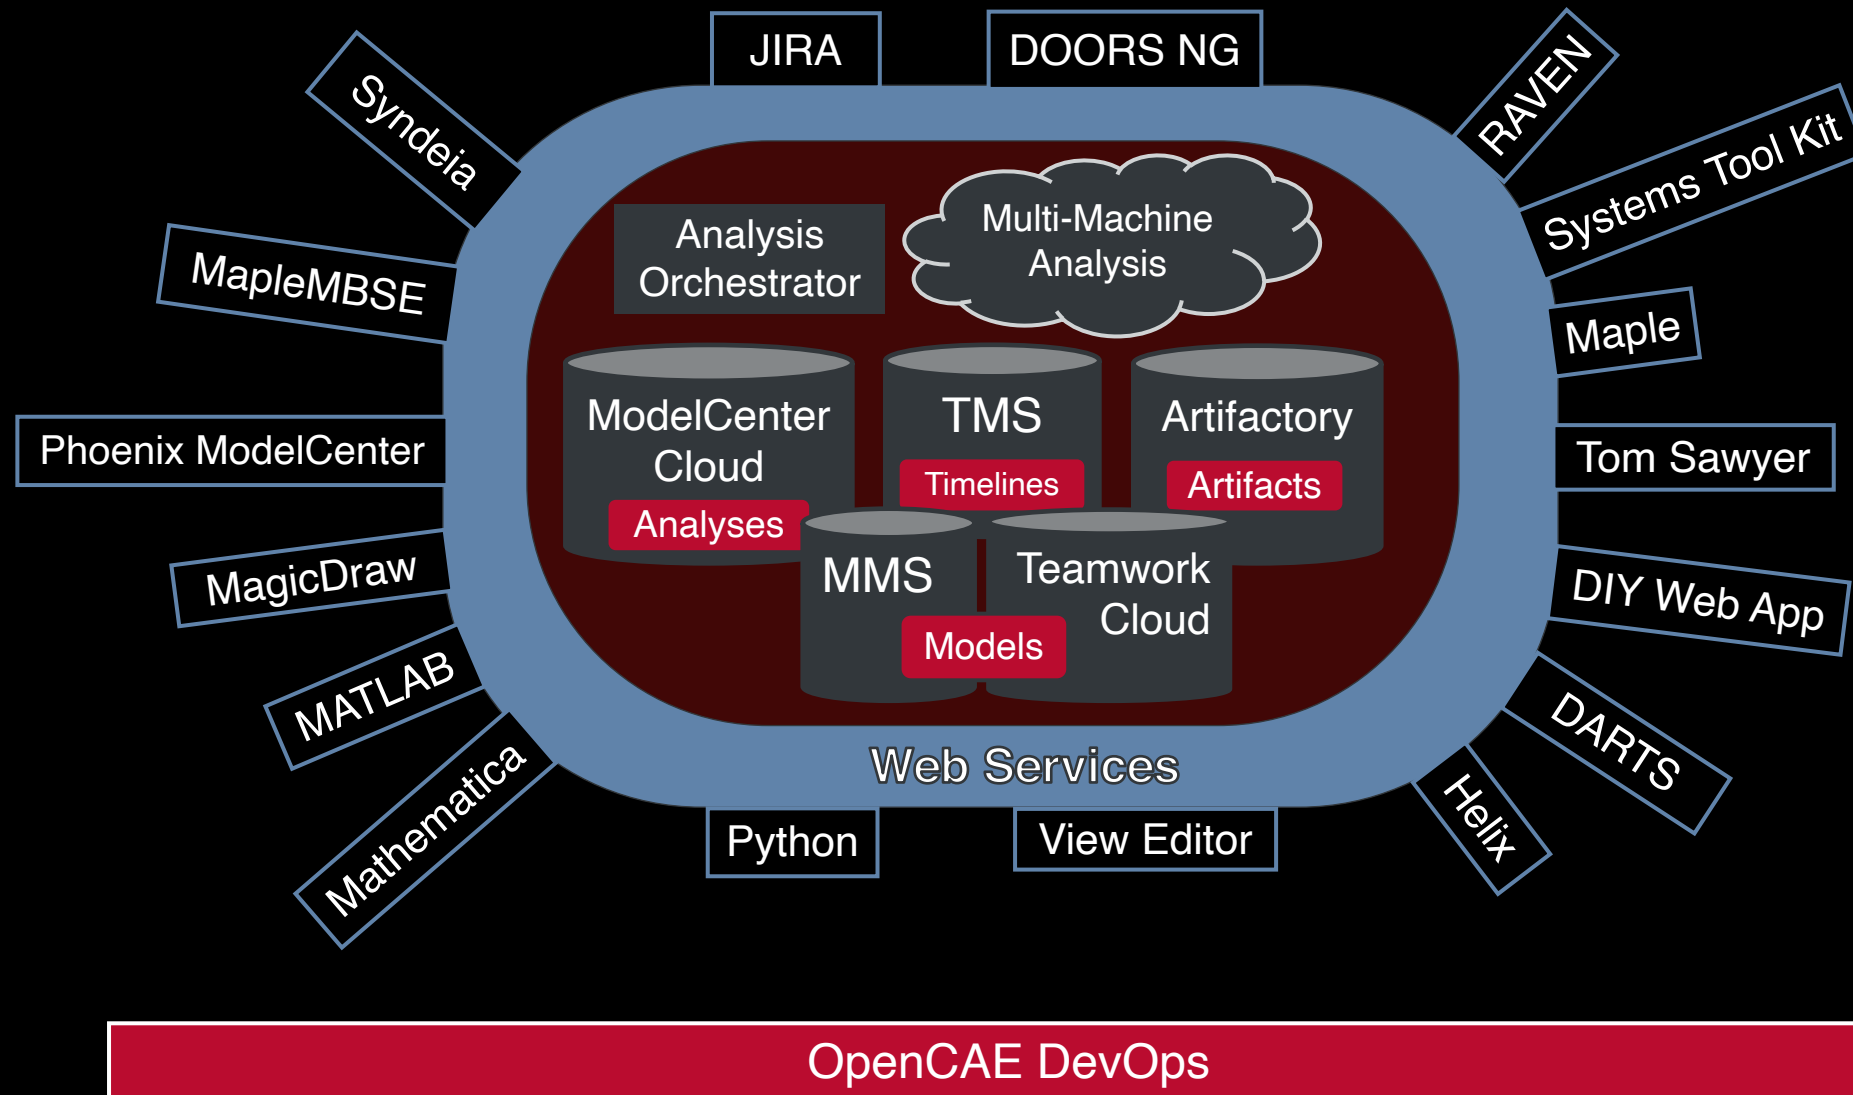 JIRA
DOORS NG
RAVEN
Syndeia
Systems Tool Kit
MapleMBSE
Maple
Analysis
Orchestrator
Multi-Machine
Analysis
ModelCenter
Cloud
Analyses
TMS
Timelines
Artifactory
Artifacts
Phoenix ModelCenter
Tom Sawyer
MMS
Teamwork
Cloud
Models
MagicDraw
DIY Web App
MATLAB
DARTS
Mathematica
Web Services
Helix
Python
View Editor
OpenCAE DevOps